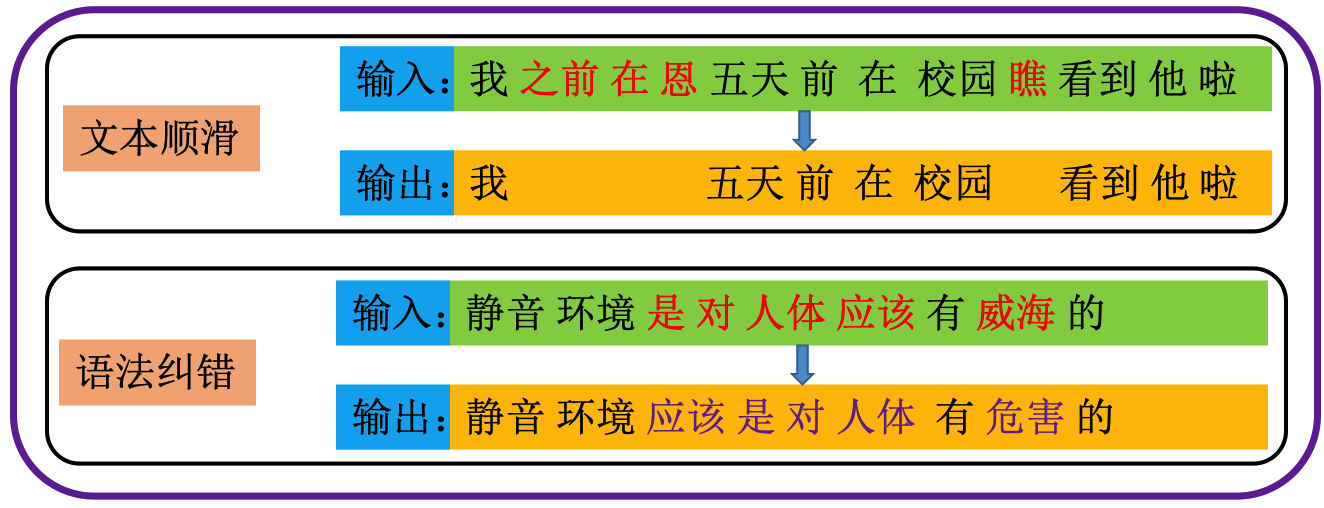 输入：我 之前 在 恩 五天 前 在 校园 瞧 看到 他 啦
文本顺滑
输出：我 五天 前 在 校园 看到 他 啦
输入：静音 环境 是 对 人体 应该 有 威海 的
语法纠错
输出：静音 环境 应该 是 对 人体 有 危害 的